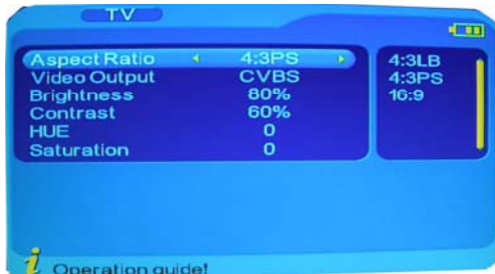 TV
Aspect Ratio 4:3PS
Video Output CVBS
Brightness 80%
Contrast 60%
HUE 0
Saturation 0
4:3LB
4:3PS
16:9
Operation guide!